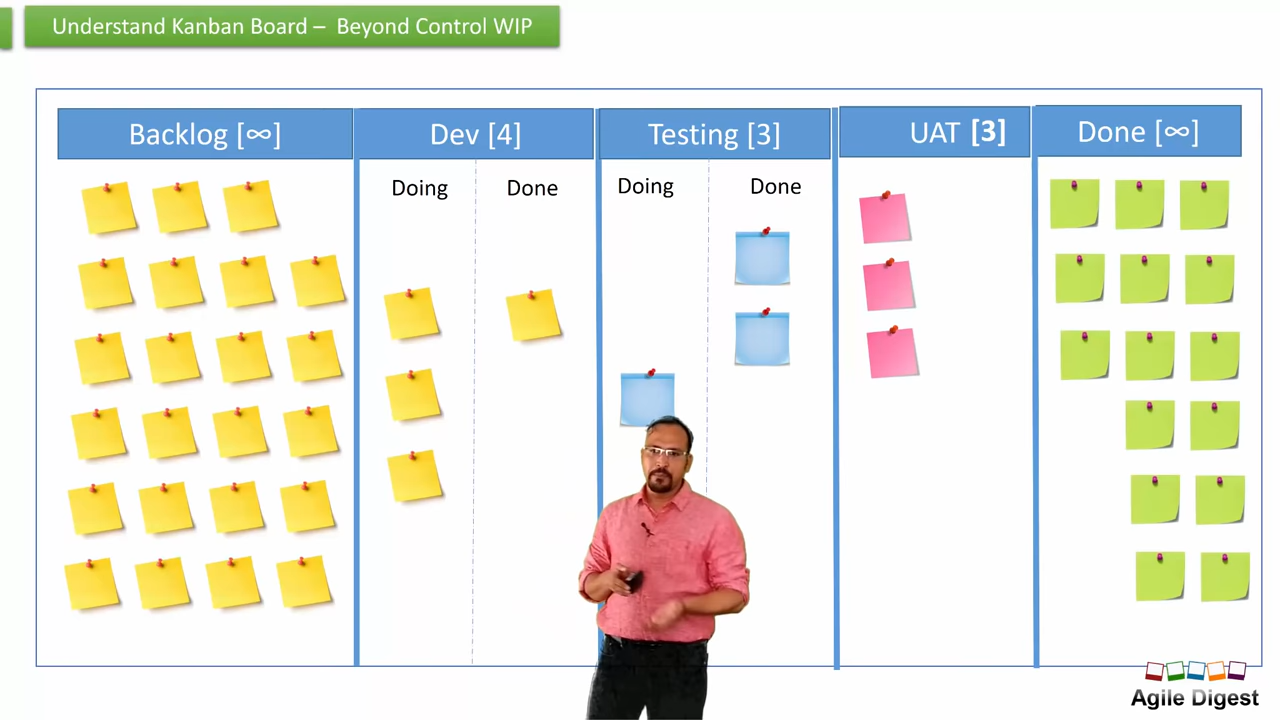 Understand Kanban Board – Beyond Control WIP
Backlog [∞]
Dev [4]
Testing [3]
UAT [3]
Done [∞]
Doing
Done
Doing
Done
Agile Digest